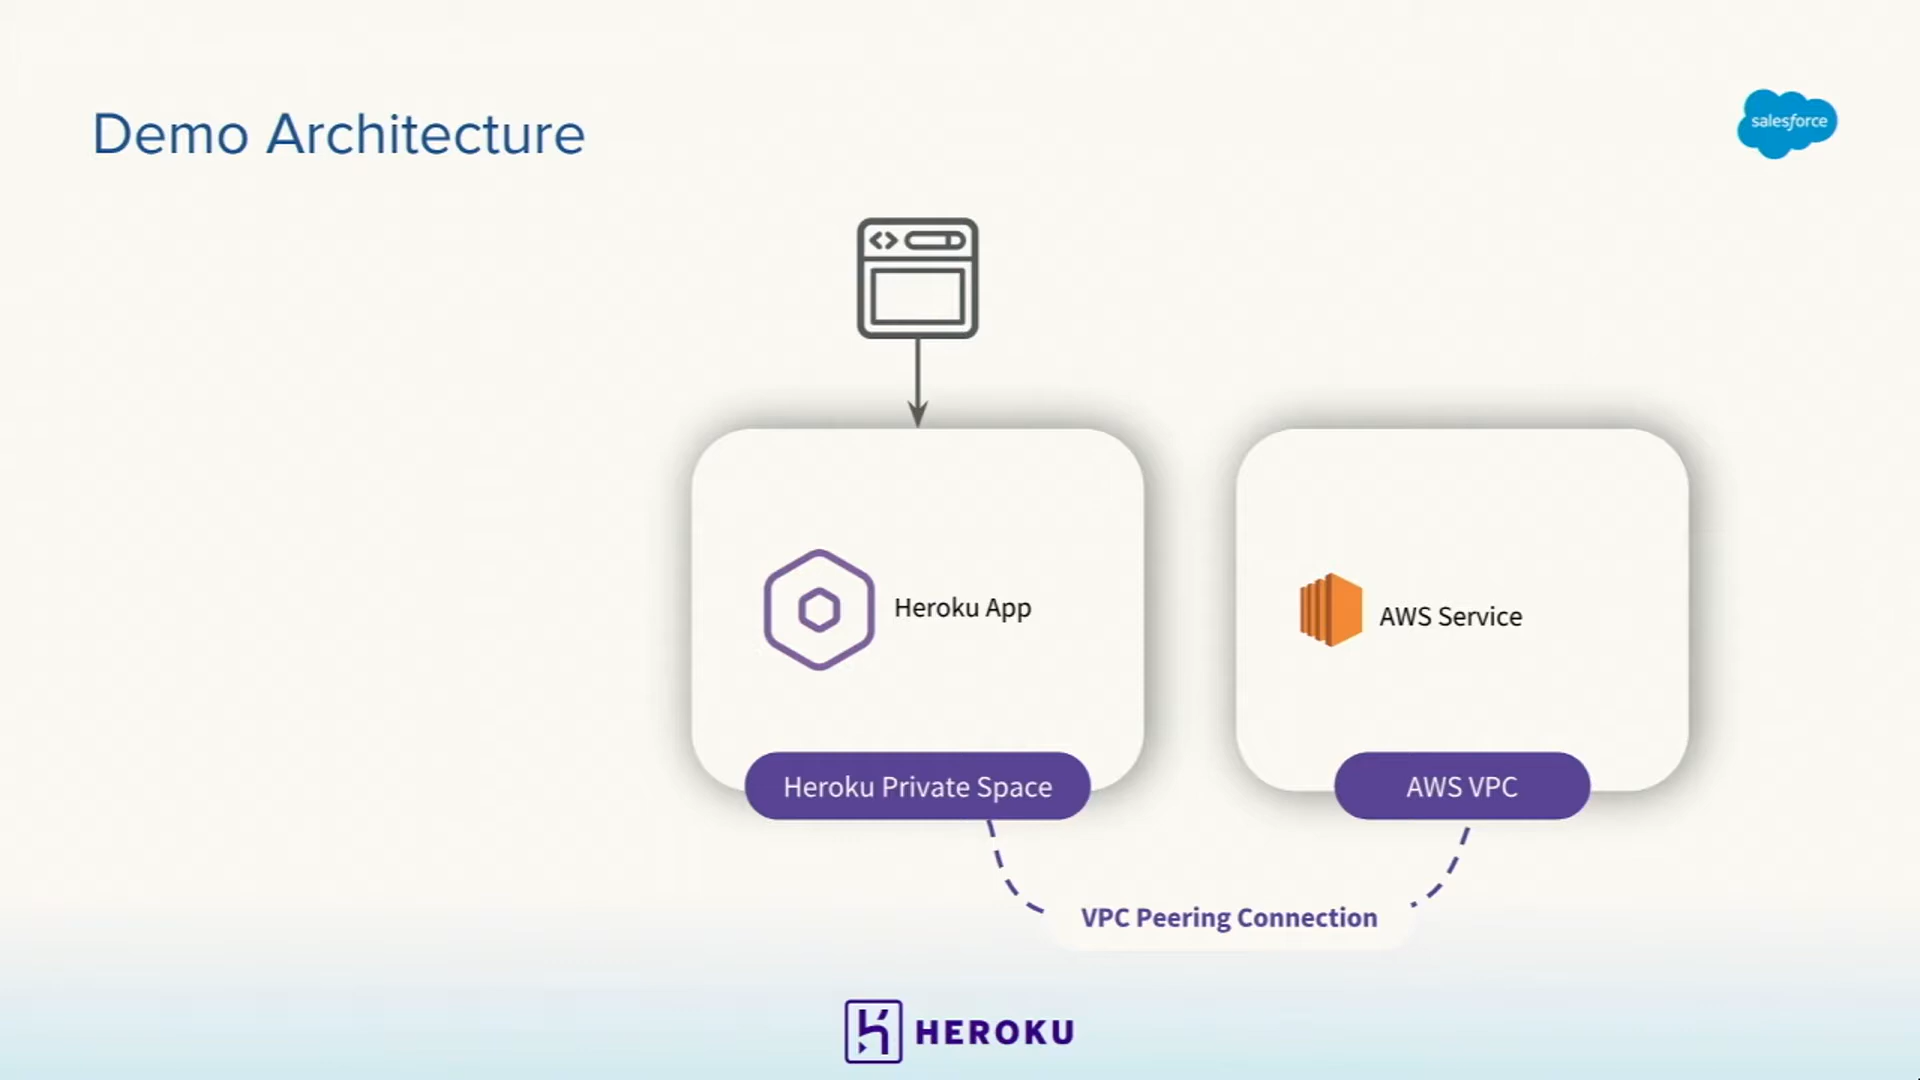 Demo Architecture
salesforce
Heroku App
AWS Service
Heroku Private Space
AWS VPC
VPC Peering Connection
HEROKU